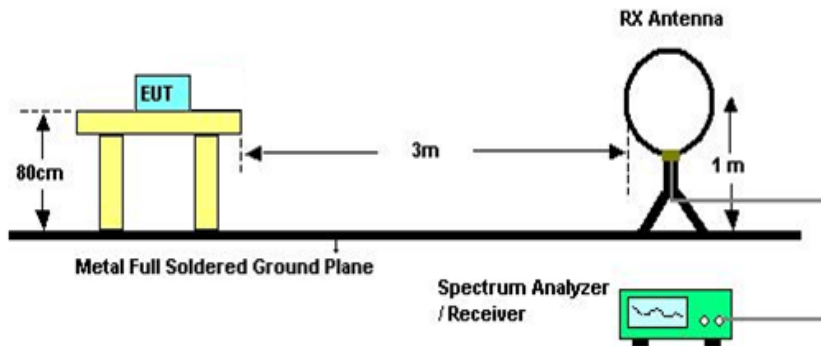 RX Antenna
EUT
3m
80cm
1 m
Metal Full Soldered Ground Plane
Spectrum Analyzer
/ Receiver